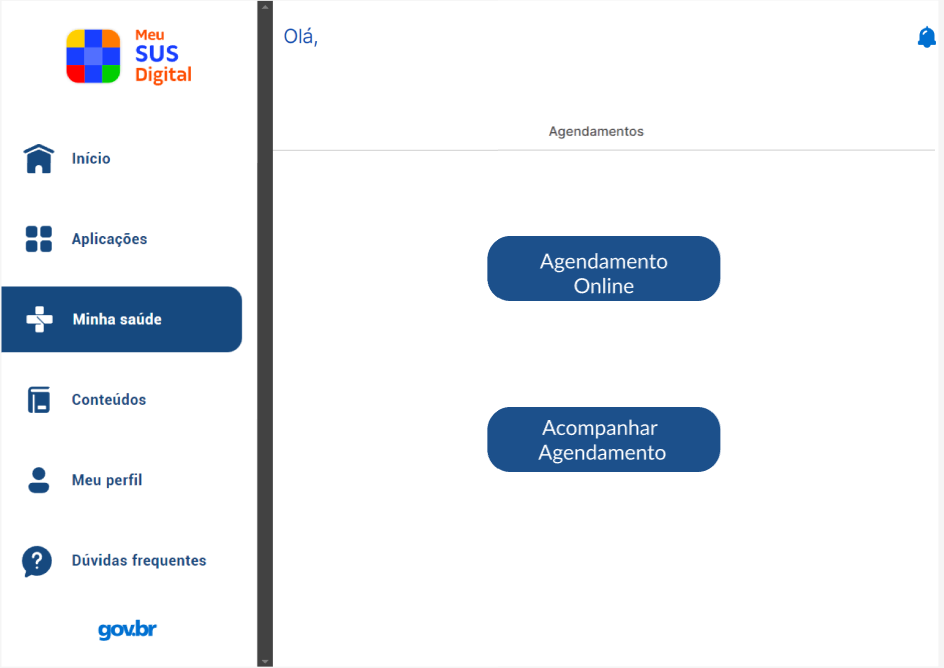 Meu
SUS
Digital
Início
Aplicações
Minha saúde
Conteúdos
Meu perfil
?
Dúvidas frequentes
gov.br
Olá,
Agendamentos
Agendamento
Online
Acompanhar
Agendamento